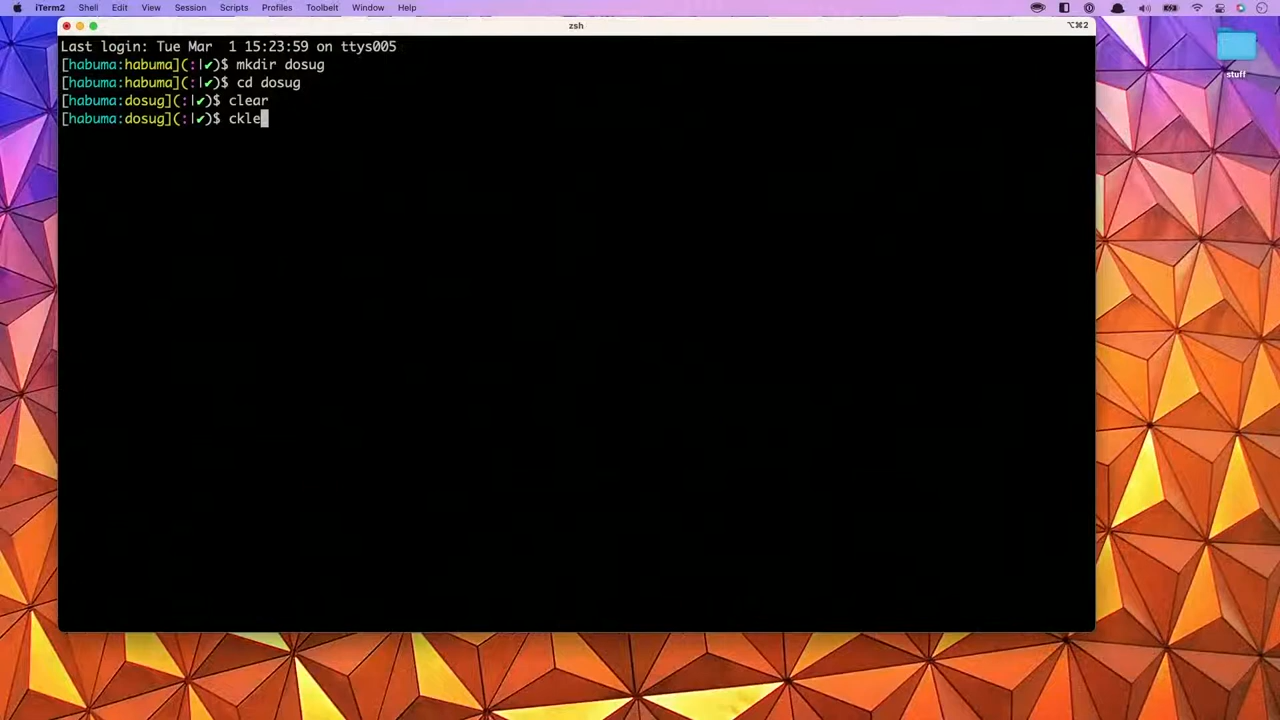 iTerm2 Shell Edit View Session Scripts Profiles Toolbelt Window Help
zsh
⌥⌘2
stuff
Last login: Tue Mar  1 15:23:59 on ttys005
[habuma:habuma](:|✔)$ mkdir dosug
[habuma:habuma](:|✔)$ cd dosug
[habuma:dosug](:|✔)$ clear
[habuma:dosug](:|✔)$ ckle